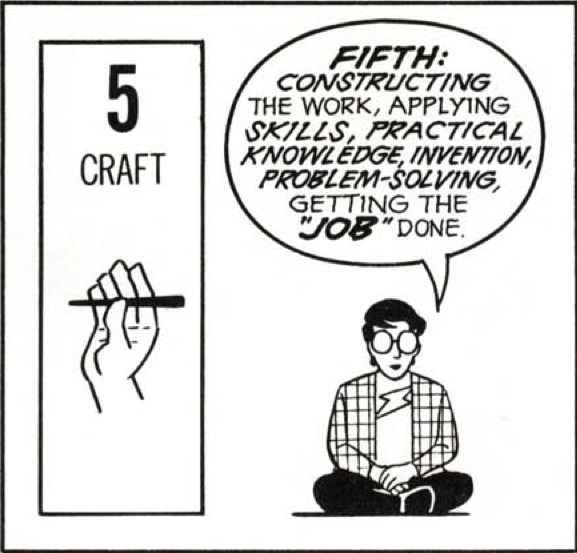 5
CRAFT
FIFTH:
CONSTRUCTING
THE WORK, APPLYING
SKILLS, PRACTICAL
KNOWLEDGE, INVENTION,
PROBLEM-SOLVING,
GETTING THE
"JOB" DONE.